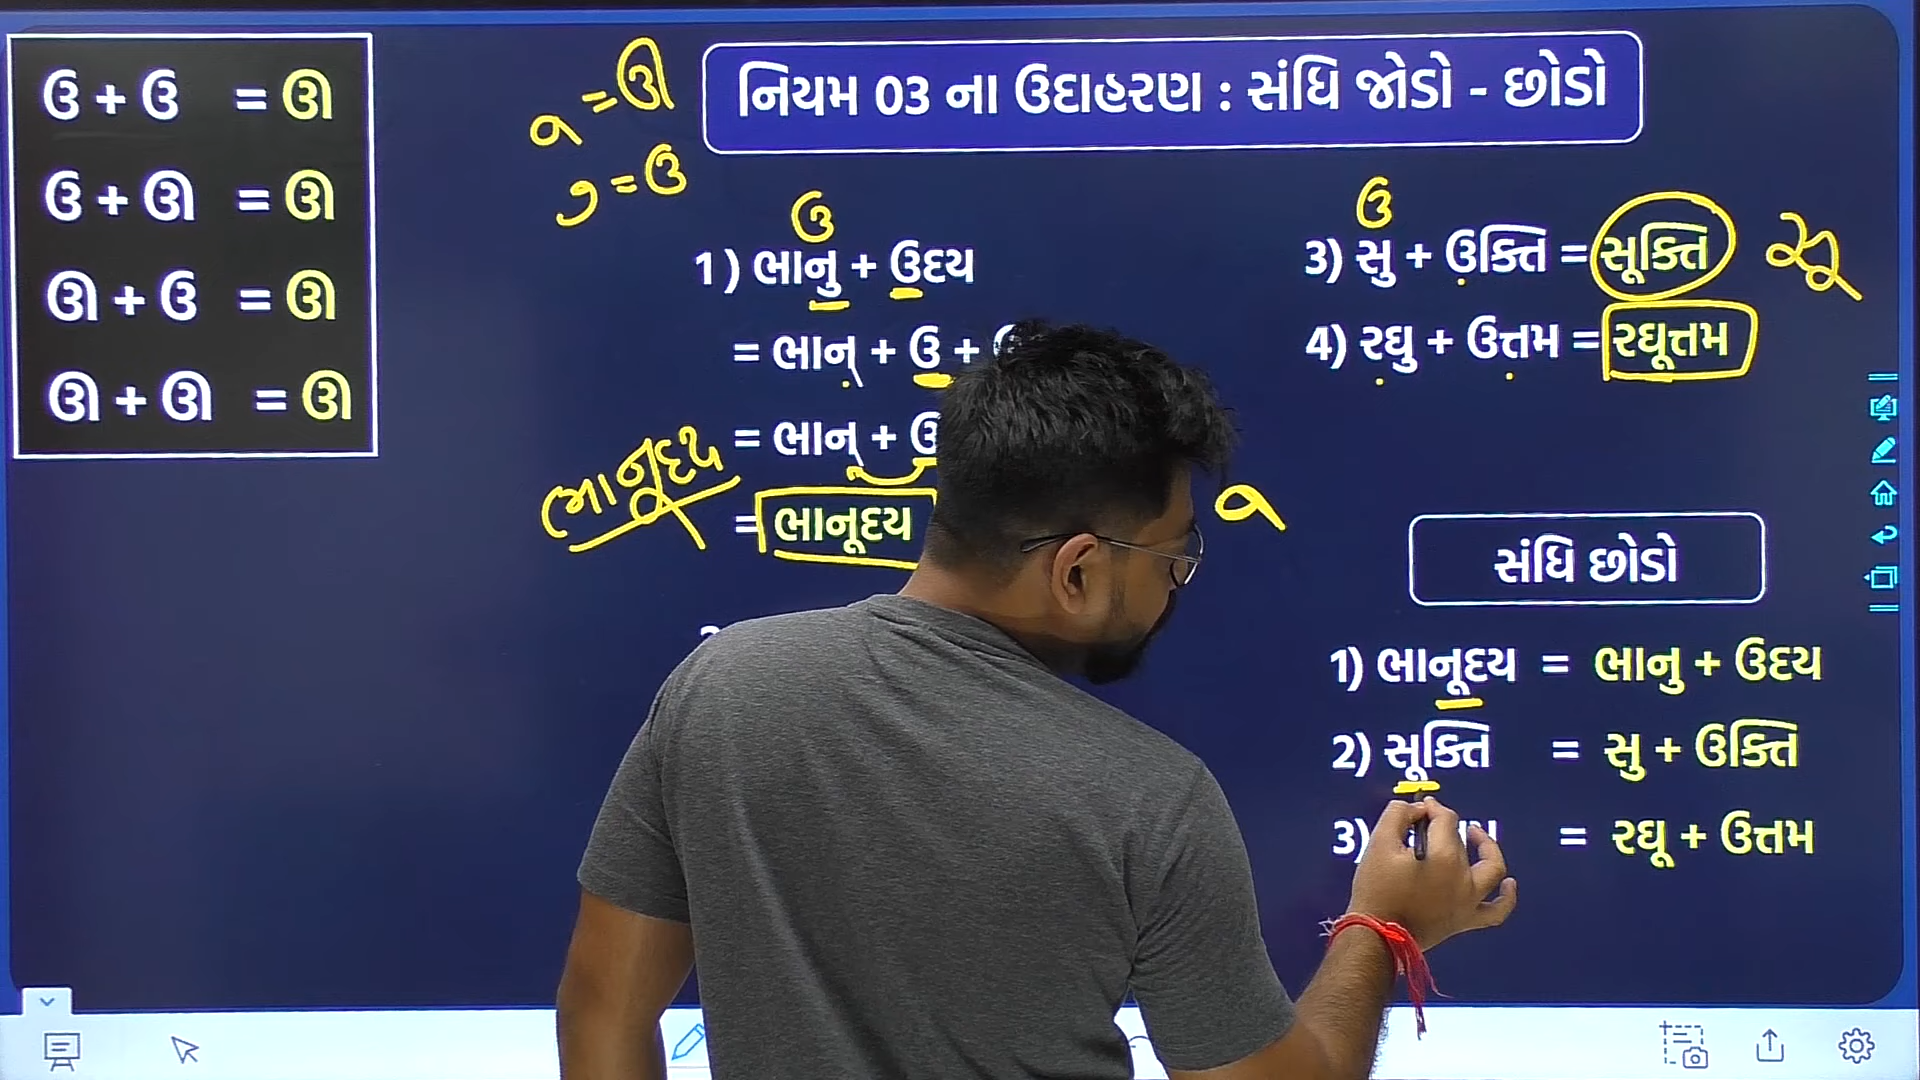 ઉ + ઉ = ઊ
ઉ + ઊ = ઊ
ઊ + ઉ = ઊ
ઊ + ઊ = ઊ
ૂ = ઊ
ુ = ઉ
નિયમ 03 ના ઉદાહરણ : સંધિ જોડો - છોડો
ઉ
1) ભાનુ + ઉદય
= ભાન્ + ઉ +
= ભાન્ +
ભાનૂદય
= ભાનૂદય
ઉ
3) સુ + ઉક્તિ = સૂક્તિ
સૂ
4) રઘુ + ઉત્તમ = રઘૂત્તમ
ૂ
સંધિ છોડો
1) ભાનૂદય = ભાનુ + ઉદય
2) સૂક્તિ = સુ + ઉક્તિ
3) = રઘૂ + ઉત્તમ